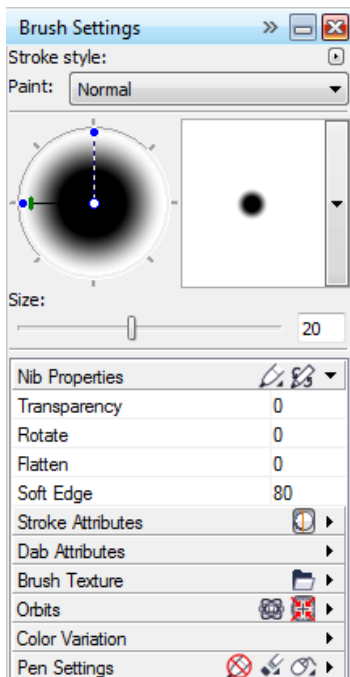 Brush Settings
Stroke style:
Paint: Normal
Size:
20
Nib Properties
Transparency 0
Rotate 0
Flatten 0
Soft Edge 80
Stroke Attributes
Dab Attributes
Brush Texture
Orbits
Color Variation
Pen Settings